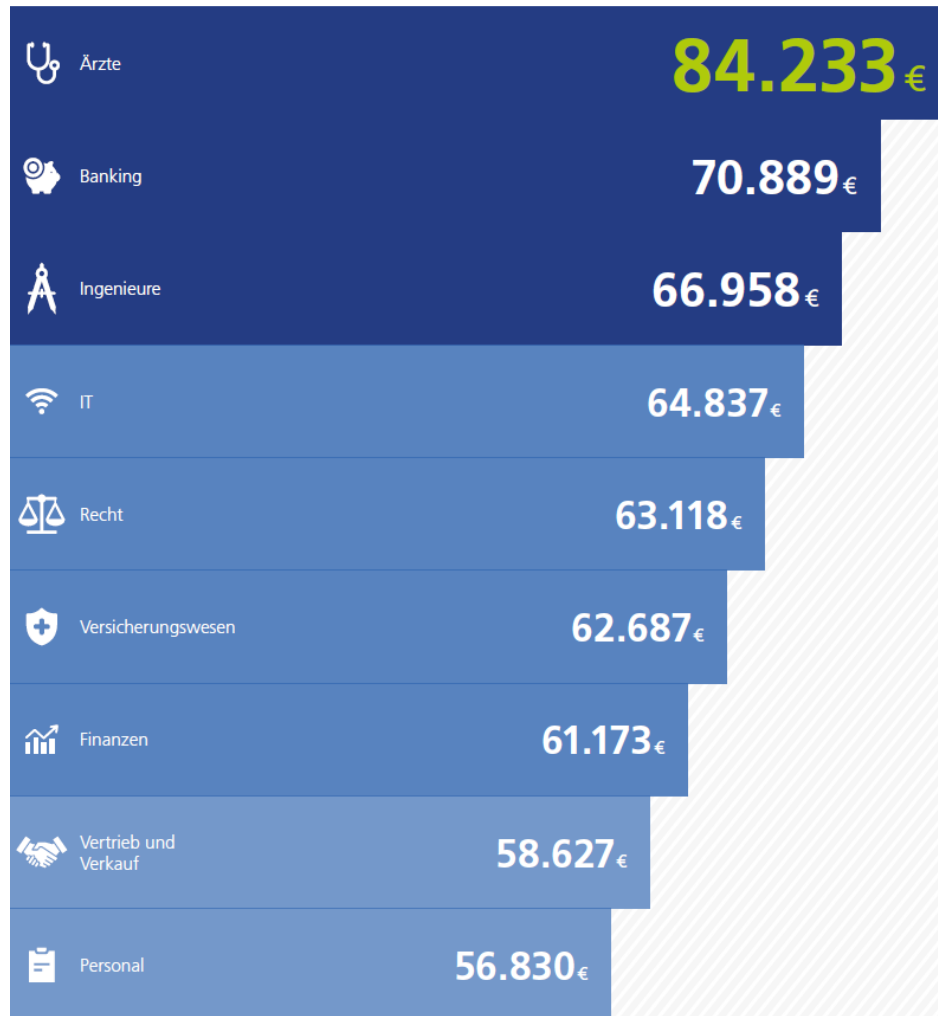 Ärzte 84.233 €
Banking 70.889 €
Ingenieure 66.958 €
IT 64.837 €
Recht 63.118 €
Versicherungswesen 62.687 €
Finanzen 61.173 €
Vertrieb und
Verkauf 58.627 €
Personal 56.830 €